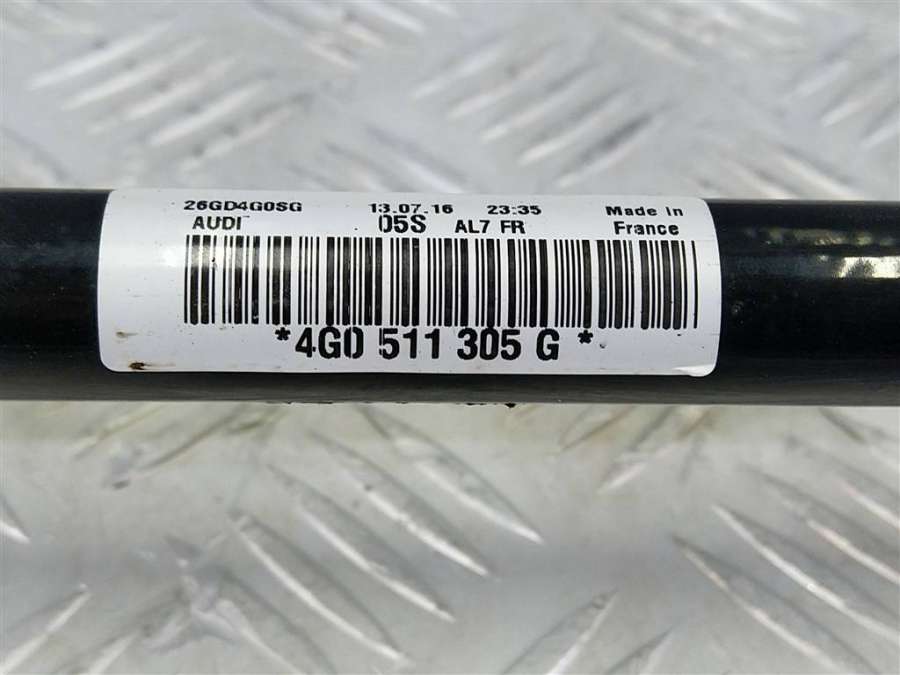 26GD4G0SG 13.07.16 23:35 Made in
AUDI 05S AL7 FR France
*4G0 511 305 G*